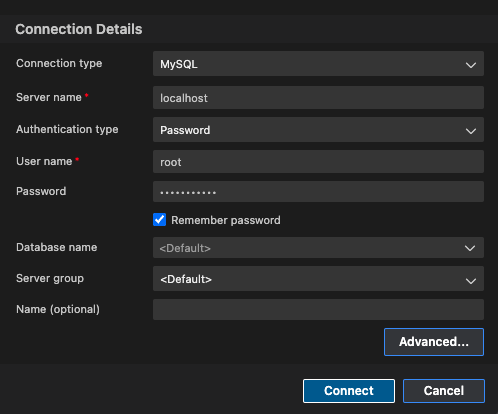 Connection Details
Connection type MySQL
Server name * localhost
Authentication type Password
User name * root
Password •••••••••••
Remember password
Database name <Default>
Server group <Default>
Name (optional)
Advanced...
Connect Cancel